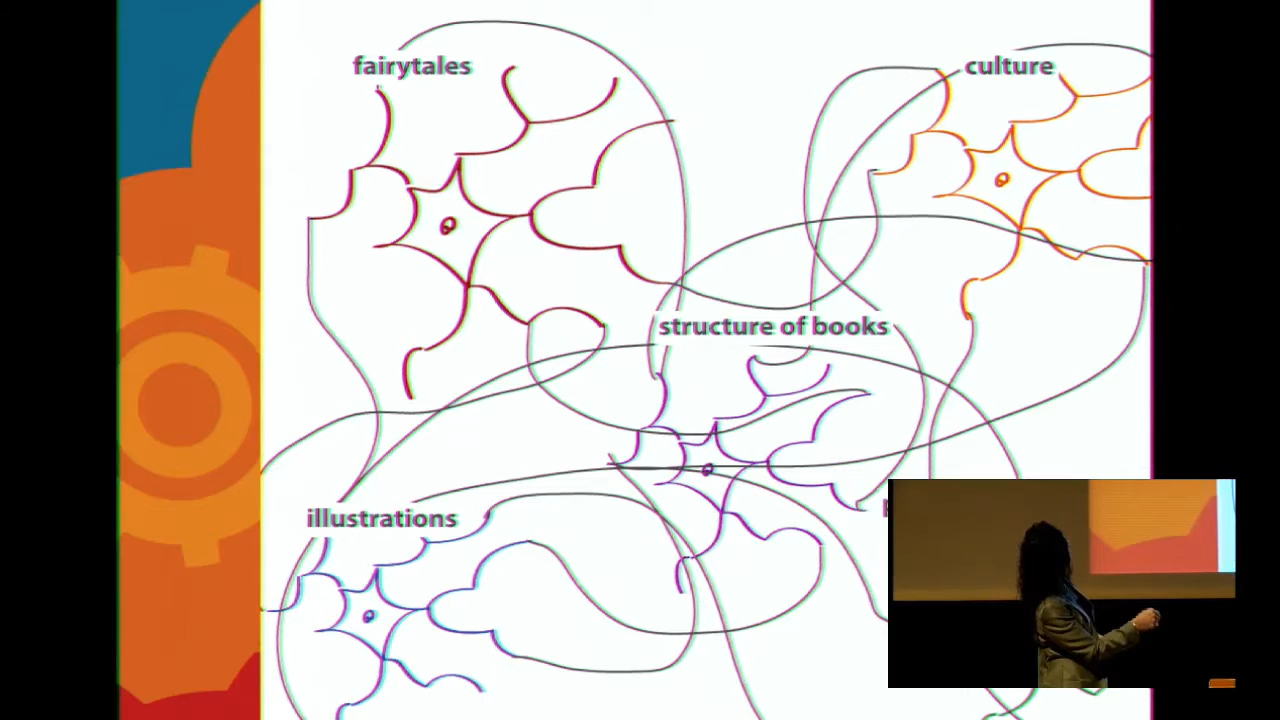 fairytales
culture
structure of books
illustrations